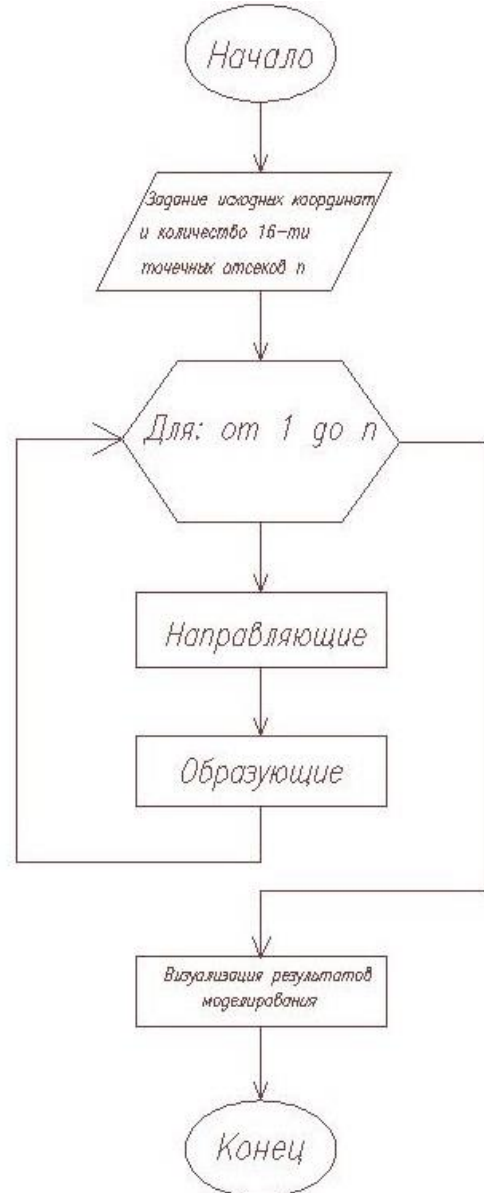 Начало
Задание исходных координат
и количество 16-ти
точечных отсеков n
Для: от 1 до n
Направляющие
Образующие
Визуализация результатов
моделирования
Конец